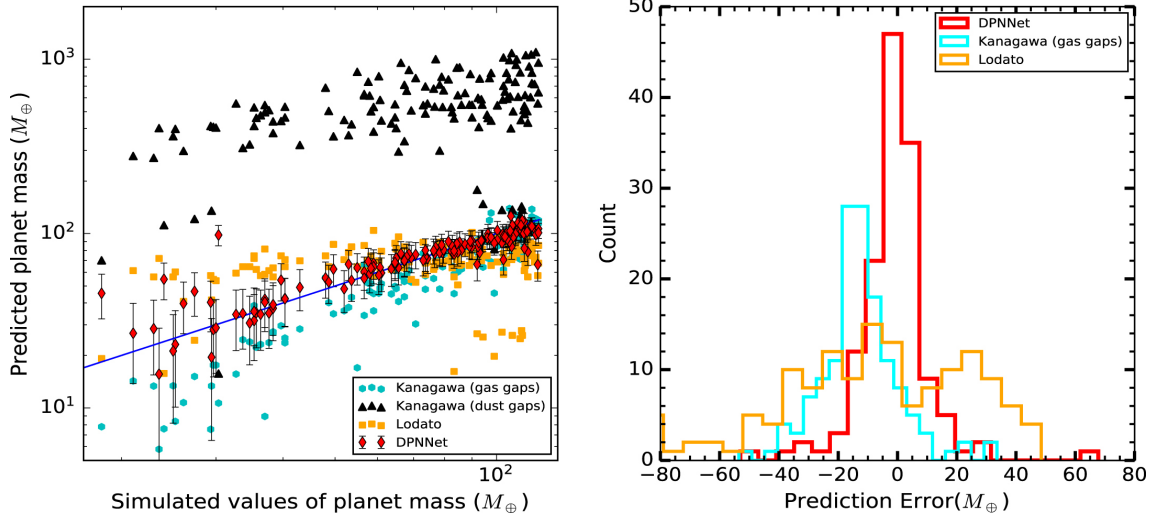 Predicted planet mass (M⊕)
10³
10²
10¹
10²
Simulated values of planet mass (M⊕)
Kanagawa (gas gaps)
Kanagawa (dust gaps)
Lodato
DPNNet
Count
50
40
30
20
10
0
−80 −60 −40 −20 0 20 40 60 80
Prediction Error(M⊕)
DPNNet
Kanagawa (gas gaps)
Lodato